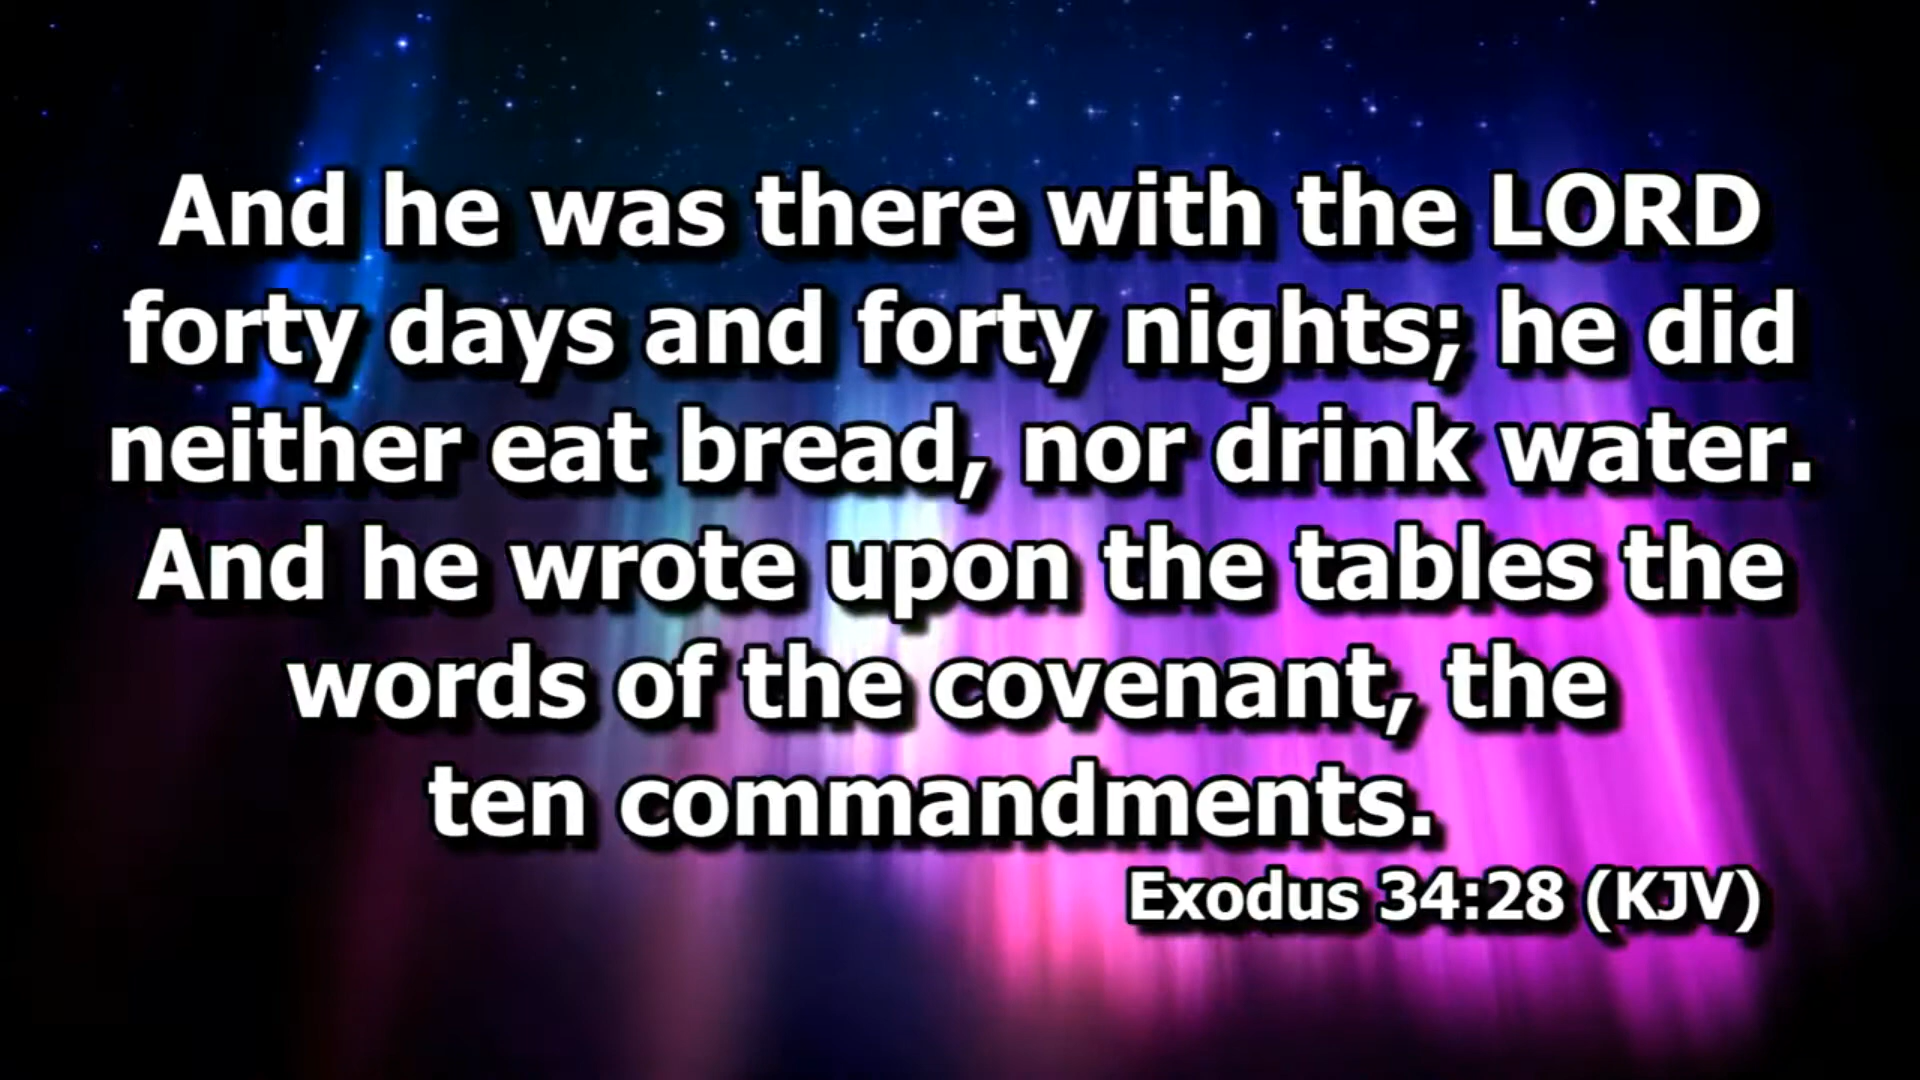 And he was there with the LORD
forty days and forty nights; he did
neither eat bread, nor drink water.
And he wrote upon the tables the
words of the covenant, the
ten commandments.
Exodus 34:28 (KJV)